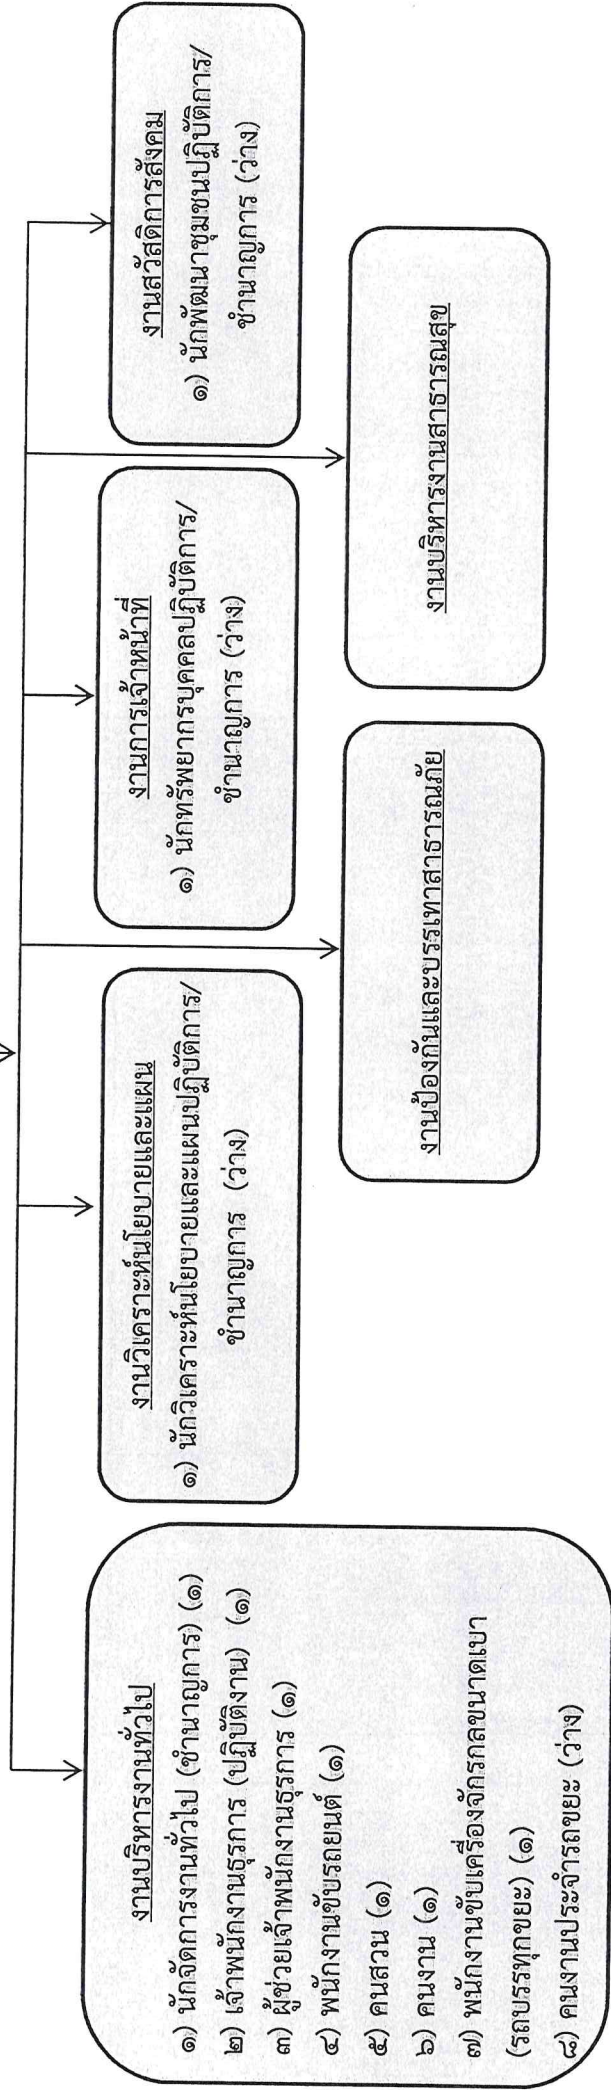 งานบริหารงานทั่วไป
๑) นักจัดการงานทั่วไป (ชำนาญการ) (๑)
๒) เจ้าพนักงานธุรการ (ปฏิบัติงาน) (๑)
๓) ผู้ช่วยเจ้าพนักงานธุรการ (๑)
๔) พนักงานขับรถยนต์ (๑)
๕) คนสวน (๑)
๖) คนงาน (๑)
๗) พนักงานขับเครื่องจักรกลขนาดเบา
(รถบรรทุกขยะ) (๑)
๘) คนงานประจำรถขยะ (ว่าง)
งานวิเคราะห์นโยบายและแผน
๑) นักวิเคราะห์นโยบายและแผนปฏิบัติการ/
ชำนาญการ (ว่าง)
งานการเจ้าหน้าที่
๑) นักทรัพยากรบุคคลปฏิบัติการ/
ชำนาญการ (ว่าง)
งานสวัสดิการสังคม
๑) นักพัฒนาชุมชนปฏิบัติการ/
ชำนาญการ (ว่าง)
งานป้องกันและบรรเทาสาธารณภัย
งานบริหารงานสาธารณสุข